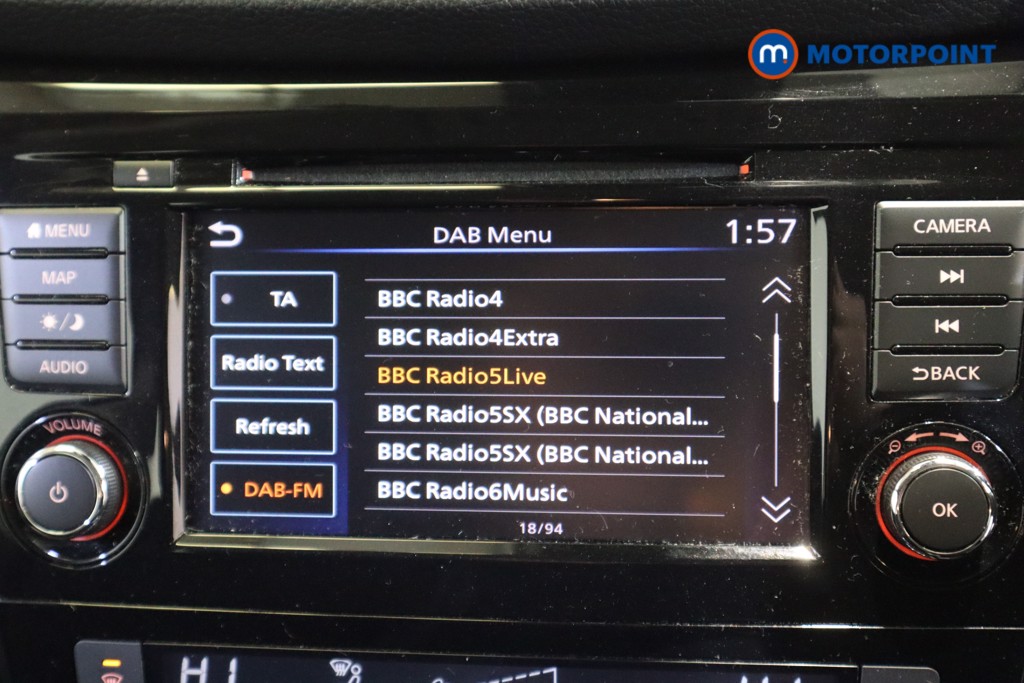 m
MOTORPOINT
MENU
MAP
AUDIO
VOLUME
DAB Menu
1:57
TA
Radio Text
Refresh
DAB-FM
BBC Radio4
BBC Radio4Extra
BBC Radio5Live
BBC Radio5SX (BBC National...
BBC Radio5SX (BBC National...
BBC Radio6Music
18/94
CAMERA
BACK
OK
HI